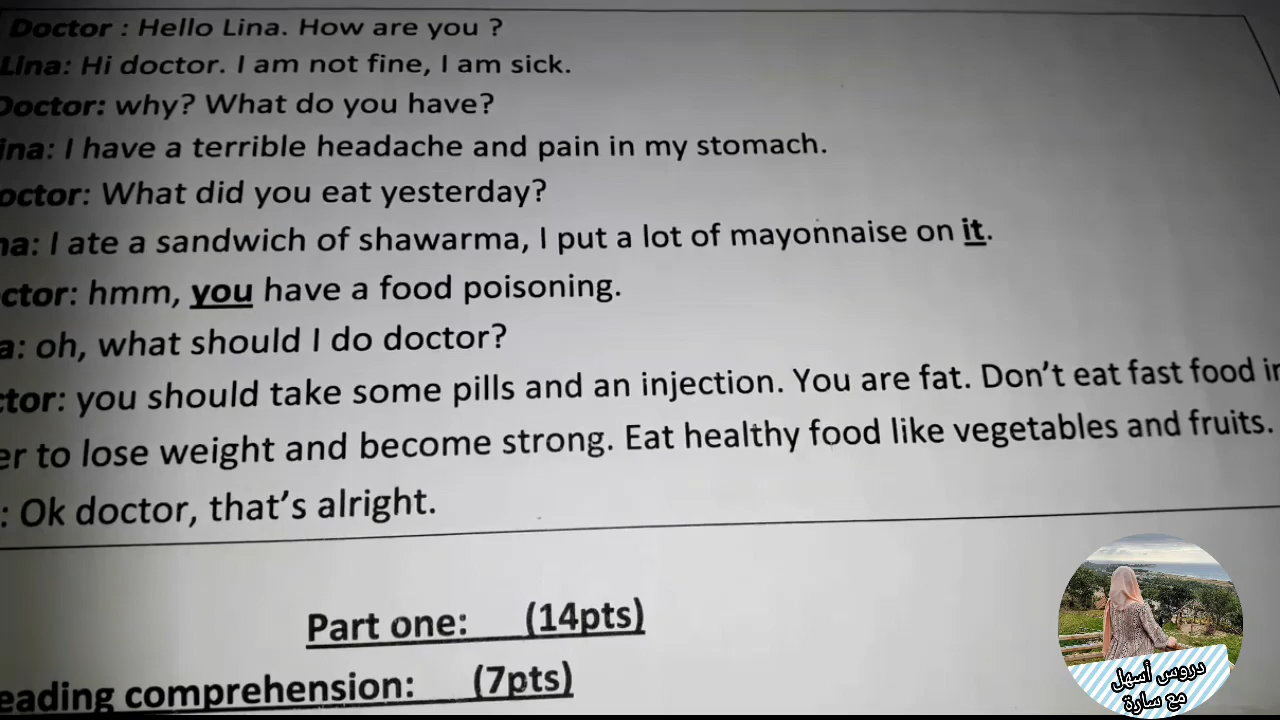 Doctor : Hello Lina. How are you ?
Lina: Hi doctor. I am not fine, I am sick.
Doctor: why? What do you have?
ina: I have a terrible headache and pain in my stomach.
octor: What did you eat yesterday?
na: I ate a sandwich of shawarma, I put a lot of mayonnaise on it.
ctor: hmm, you have a food poisoning.
a: oh, what should I do doctor?
ctor: you should take some pills and an injection. You are fat. Don't eat fast food in
er to lose weight and become strong. Eat healthy food like vegetables and fruits.
: Ok doctor, that's alright.
Part one: (14pts)
eading comprehension: (7pts)
دروس أسهل
مع سارة